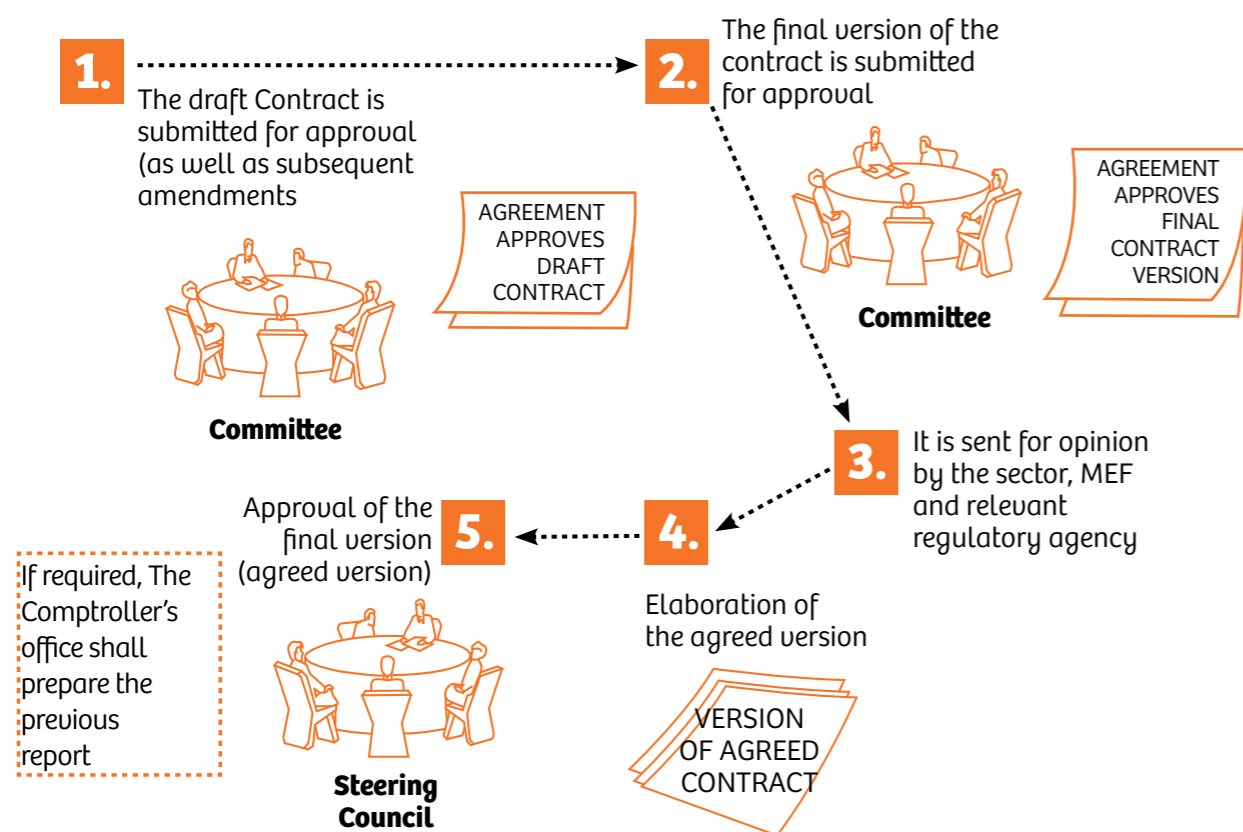 1.
The draft Contract is
submitted for approval
(as well as subsequent
amendments
AGREEMENT
APPROVES
DRAFT
CONTRACT
Committee
2.
The final version of the
contract is submitted
for approval
AGREEMENT
APPROVES
FINAL
CONTRACT
VERSION
Committee
3.
It is sent for opinion
by the sector, MEF
and relevant
regulatory agency
4.
Elaboration of
the agreed version
VERSION
OF AGREED
CONTRACT
5.
Approval of the
final version
(agreed version)
Steering
Council
If required, The
Comptroller's
office shall
prepare the
previous
report